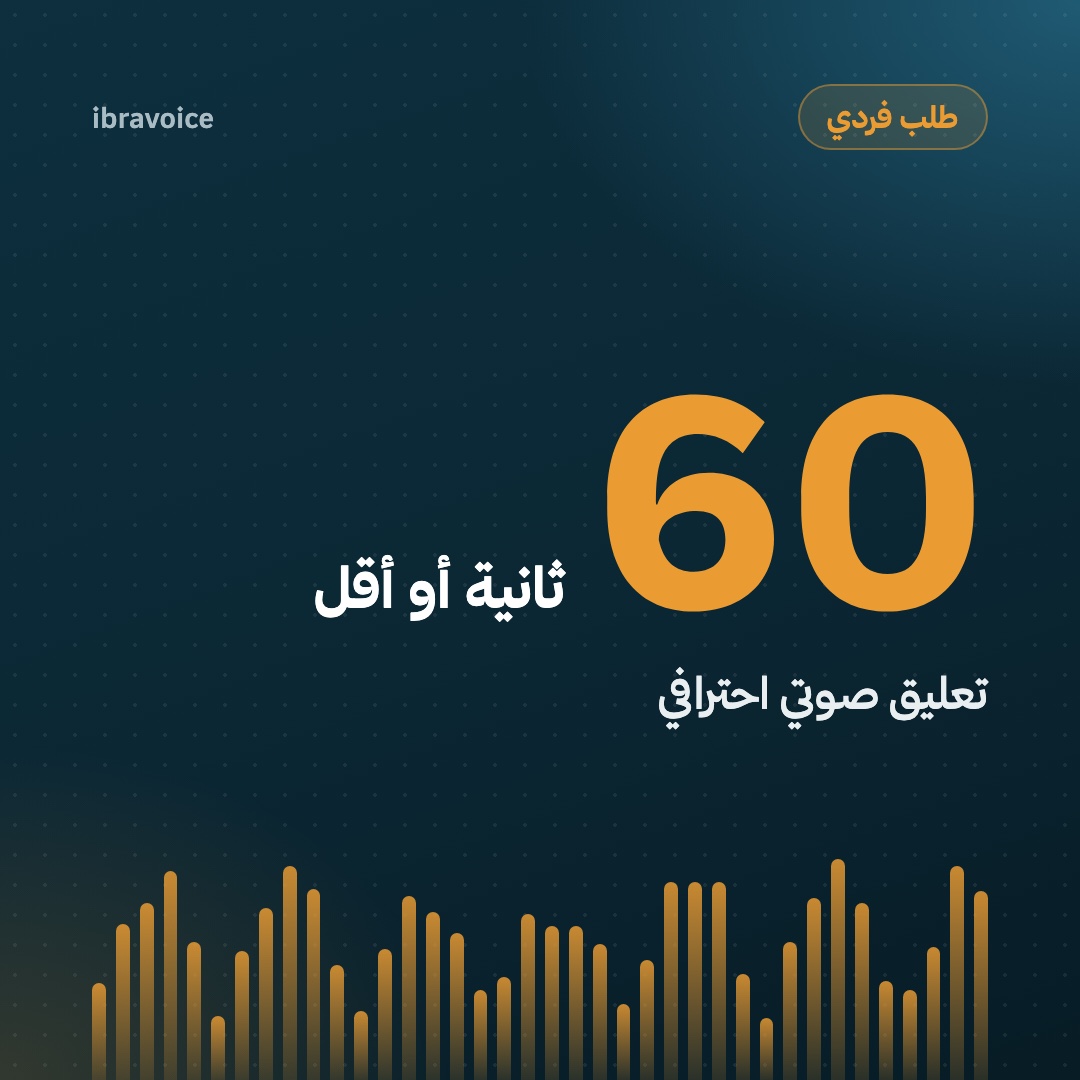 طلب فردي
ibravoice
60 ثانية أو أقل
تعليق صوتي احترافي